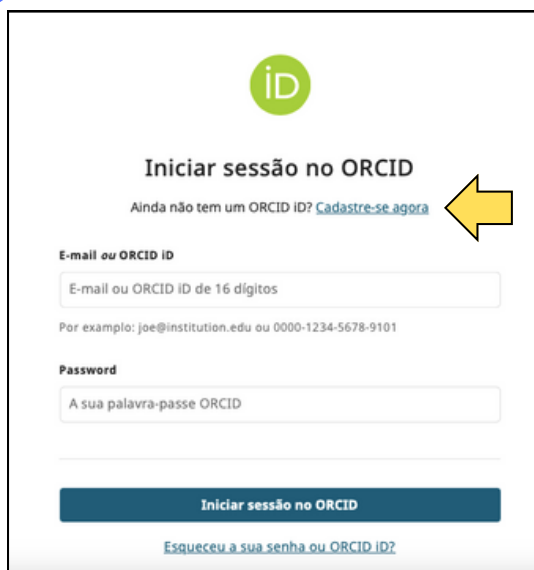 iD
Iniciar sessão no ORCID
Ainda não tem um ORCID iD? Cadastre-se agora
E-mail ou ORCID iD
E-mail ou ORCID iD de 16 dígitos
Por exemplo: joe@institution.edu ou 0000-1234-5678-9101
Password
A sua palavra-passe ORCID
Iniciar sessão no ORCID
Esqueceu a sua senha ou ORCID iD?